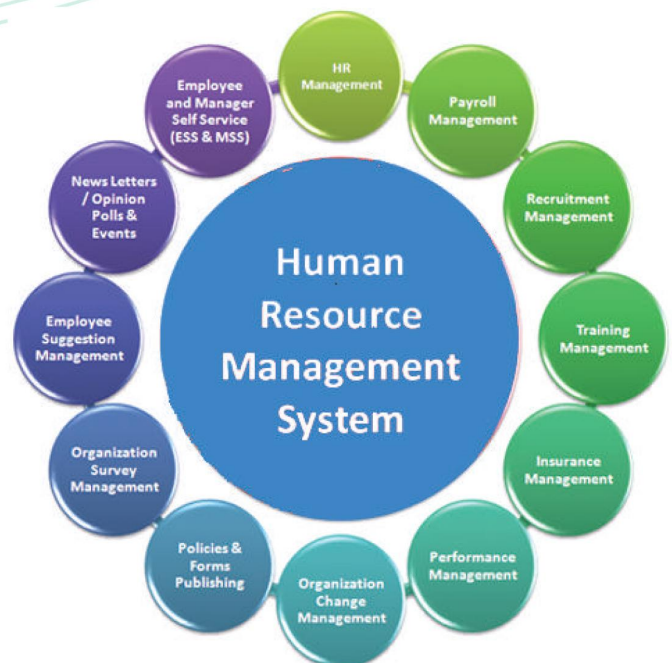 Human
Resource
Management
System
HR
Management
Payroll
Management
Recruitment
Management
Training
Management
Insurance
Management
Performance
Management
Organization
Change
Management
Policies &
Forms
Publishing
Organization
Survey
Management
Employee
Suggestion
Management
News Letters
/ Opinion
Polls &
Events
Employee
and Manager
Self Service
(ESS & MSS)